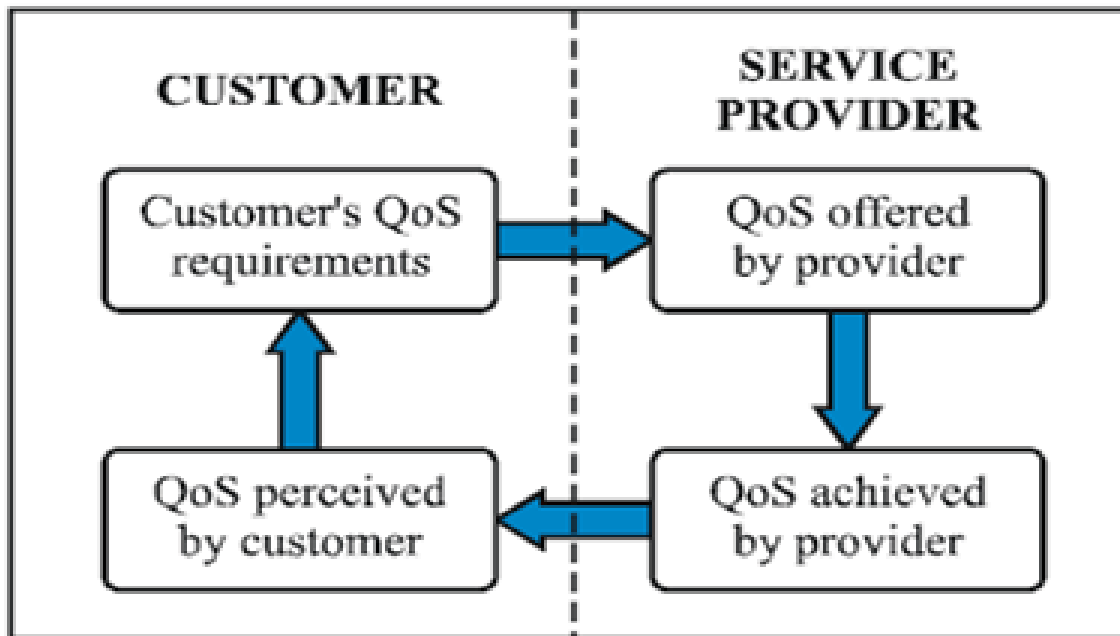 CUSTOMER
SERVICE
PROVIDER
Customer's QoS
requirements
QoS offered
by provider
QoS perceived
by customer
QoS achieved
by provider